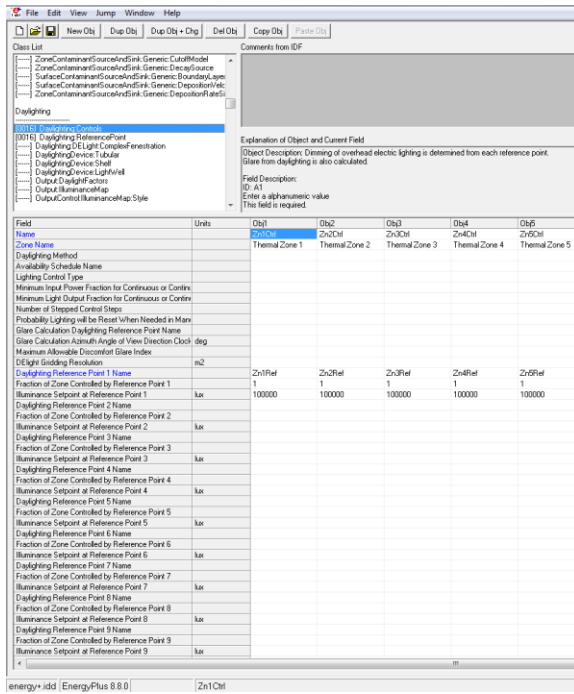 File Edit View Jump Window Help
New Obj Dup Obj Dup Obj + Chg Del Obj Copy Obj Paste Obj
Class List
Comments from IDF
[-----] ZoneContaminantSourceAndSink:Generic:CutoffModel
[-----] ZoneContaminantSourceAndSink:Generic:DecaySource
[-----] SurfaceContaminantSourceAndSink:Generic:BoundaryLayer
[-----] SurfaceContaminantSourceAndSink:Generic:DepositionVelc
[-----] ZoneContaminantSourceAndSink:Generic:DepositionRateSi
Daylighting
-------------------------
[0016] Daylighting:Controls
[0016] Daylighting:ReferencePoint
[-----] Daylighting:DELight:ComplexFenestration
[-----] DaylightingDevice:Tubular
[-----] DaylightingDevice:Shelf
[-----] DaylightingDevice:LightWell
[-----] Output:DaylightFactors
[-----] Output:IlluminanceMap
[-----] OutputControl:IlluminanceMap:Style
Explanation of Object and Current Field
Object Description: Dimming of overhead electric lighting is determined from each reference point.
Glare from daylighting is also calculated.
Field Description:
ID: A1
Enter a alphanumeric value
This field is required.
Field Units Obj1 Obj2 Obj3 Obj4 Obj5
Name Zn1Ctrl Zn2Ctrl Zn3Ctrl Zn4Ctrl Zn5Ctrl
Zone Name Thermal Zone 1 Thermal Zone 2 Thermal Zone 3 Thermal Zone 4 Thermal Zone 5
Daylighting Method
Availability Schedule Name
Lighting Control Type
Minimum Input Power Fraction for Continuous or Contin
Minimum Light Output Fraction for Continuous or Contin
Number of Stepped Control Steps
Probability Lighting will be Reset When Needed in Man
Glare Calculation Daylighting Reference Point Name
Glare Calculation Azimuth Angle of View Direction Clock deg
Maximum Allowable Discomfort Glare Index
DElight Gridding Resolution m2
Daylighting Reference Point 1 Name Zn1Ref Zn2Ref Zn3Ref Zn4Ref Zn5Ref
Fraction of Zone Controlled by Reference Point 1 1 1 1 1 1
Illuminance Setpoint at Reference Point 1 lux 100000 100000 100000 100000 100000
Daylighting Reference Point 2 Name
Fraction of Zone Controlled by Reference Point 2
Illuminance Setpoint at Reference Point 2 lux
Daylighting Reference Point 3 Name
Fraction of Zone Controlled by Reference Point 3
Illuminance Setpoint at Reference Point 3 lux
Daylighting Reference Point 4 Name
Fraction of Zone Controlled by Reference Point 4
Illuminance Setpoint at Reference Point 4 lux
Daylighting Reference Point 5 Name
Fraction of Zone Controlled by Reference Point 5
Illuminance Setpoint at Reference Point 5 lux
Daylighting Reference Point 6 Name
Fraction of Zone Controlled by Reference Point 6
Illuminance Setpoint at Reference Point 6 lux
Daylighting Reference Point 7 Name
Fraction of Zone Controlled by Reference Point 7
Illuminance Setpoint at Reference Point 7 lux
Daylighting Reference Point 8 Name
Fraction of Zone Controlled by Reference Point 8
Illuminance Setpoint at Reference Point 8 lux
Daylighting Reference Point 9 Name
Fraction of Zone Controlled by Reference Point 9
Illuminance Setpoint at Reference Point 9 lux
energy+.idd EnergyPlus 8.8.0 Zn1Ctrl